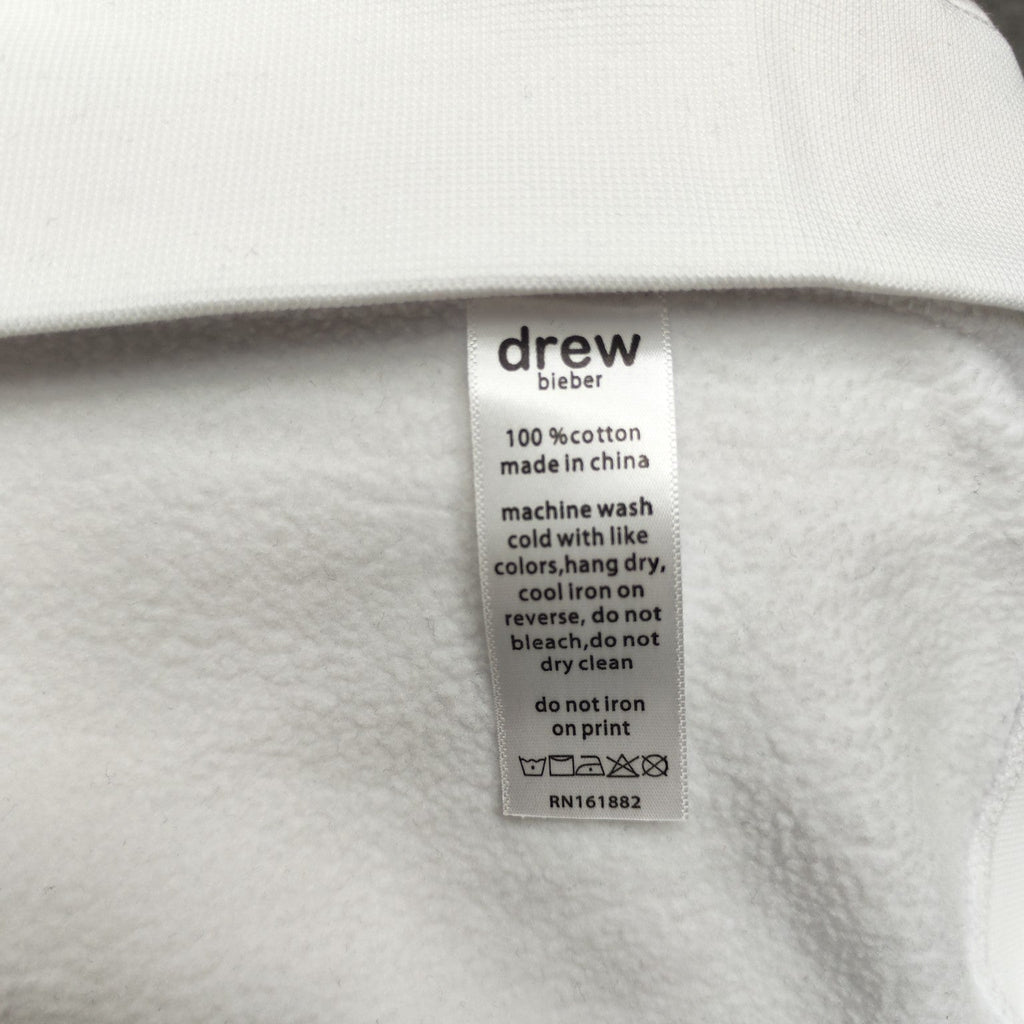 drew
bieber
100 %cotton
made in china
machine wash
cold with like
colors,hang dry,
cool iron on
reverse, do not
bleach,do not
dry clean
do not iron
on print
RN161882